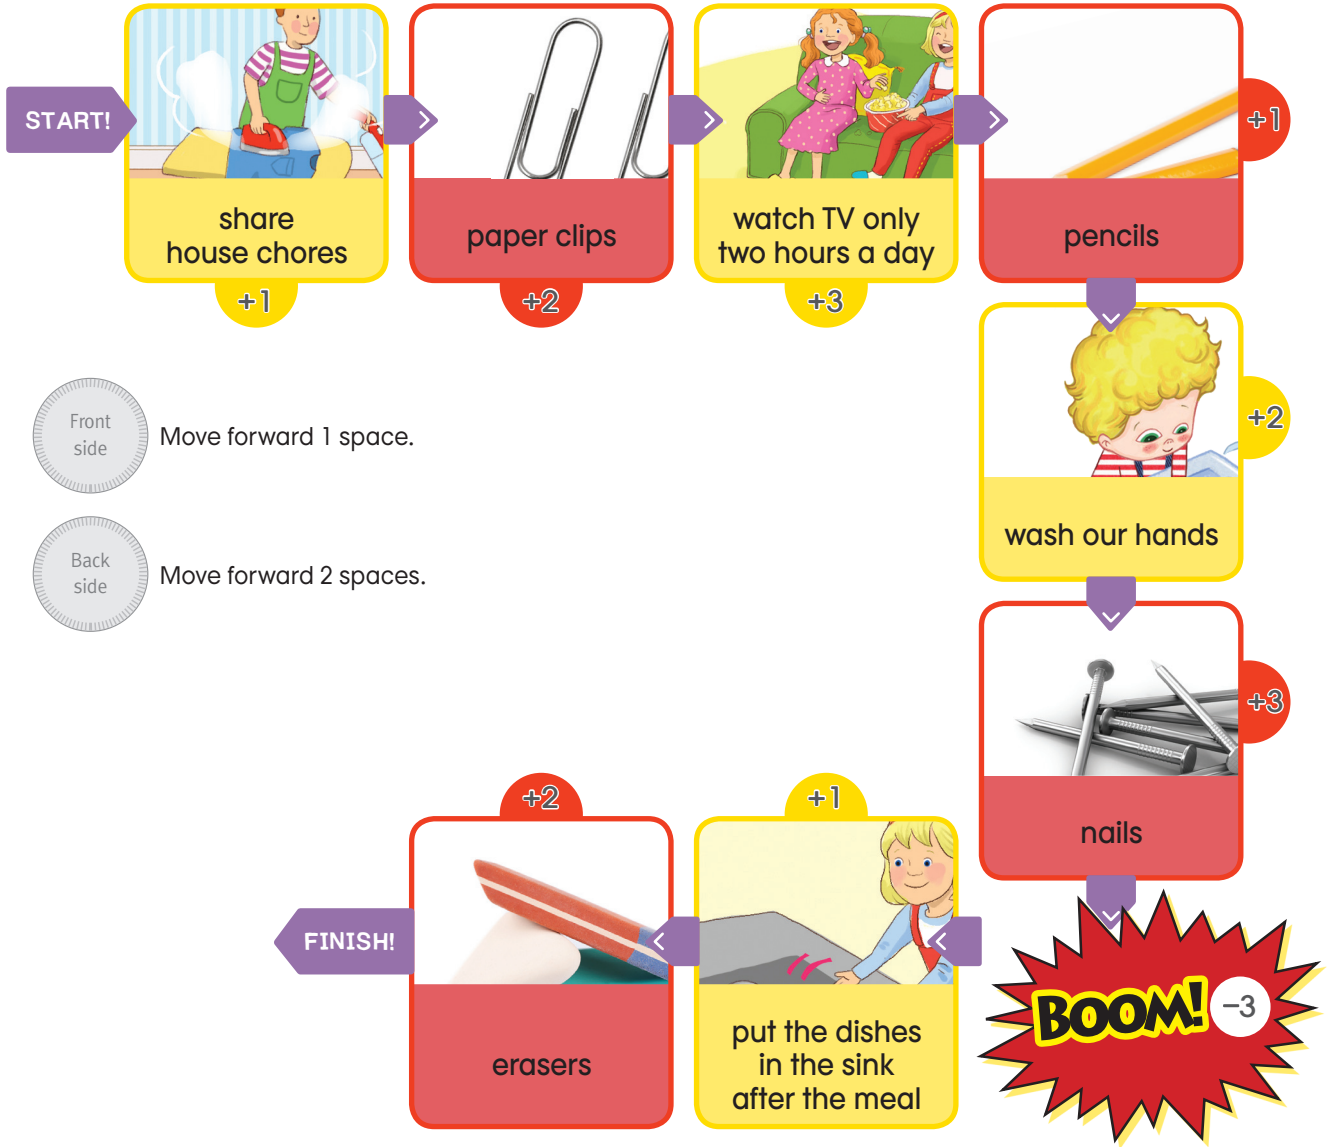 START!
share
house chores
+1
paper clips
+2
watch TV only
two hours a day
+3
pencils
+1
wash our hands
+2
nails
+3
BOOM! −3
put the dishes
in the sink
after the meal
+1
erasers
+2
FINISH!
Front
side
Move forward 1 space.
Back
side
Move forward 2 spaces.